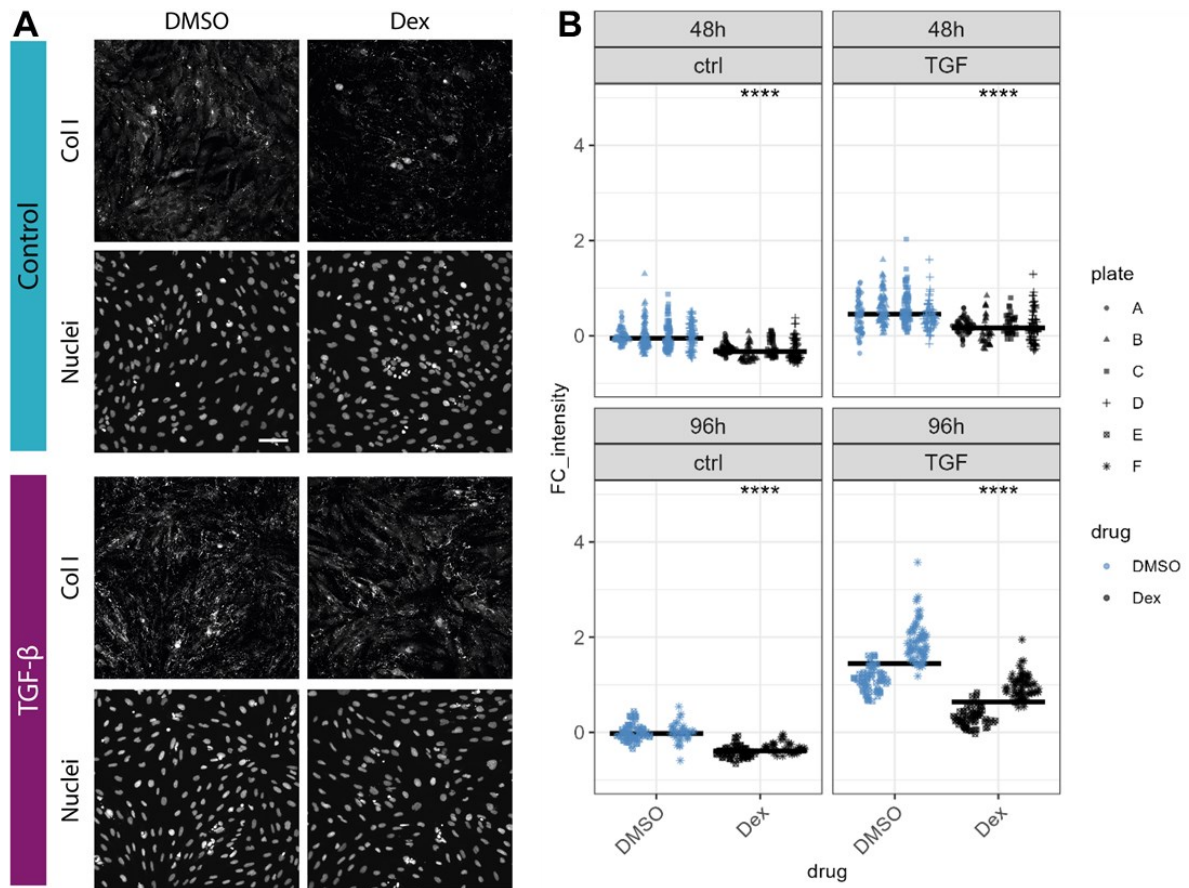 A
DMSO Dex
Control
Col I
Nuclei
TGF-β
Col I
Nuclei
B
48h 48h
ctrl TGF
**** ****
4
2
0
96h 96h
ctrl TGF
**** ****
4
2
0
FC_intensity
DMSO Dex DMSO Dex
drug
plate
A
B
C
D
E
F
drug
DMSO
Dex